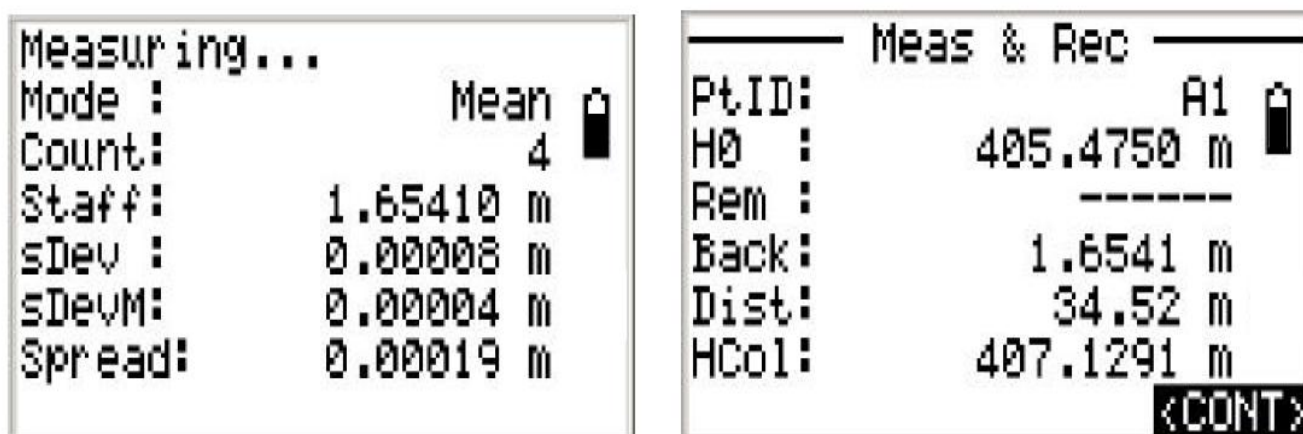 Measuring...
Mode : Mean
Count: 4
Staff: 1.65410 m
sDev : 0.00008 m
sDevM: 0.00004 m
Spread: 0.00019 m
Meas & Rec
PtID: A1
H0 : 405.4750 m
Rem : ------
Back: 1.6541 m
Dist: 34.52 m
HCol: 407.1291 m
<CONT>